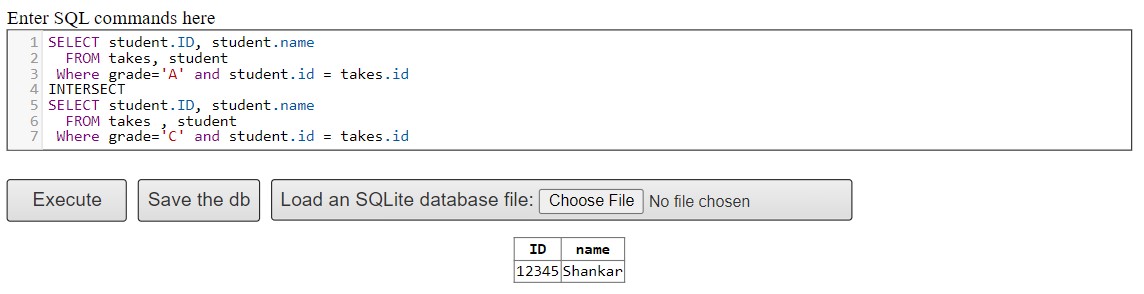 Enter SQL commands here
1 SELECT student.ID, student.name
2 FROM takes, student
3 Where grade='A' and student.id = takes.id
4 INTERSECT
5 SELECT student.ID, student.name
6 FROM takes , student
7 Where grade='C' and student.id = takes.id
Execute Save the db Load an SQLite database file: Choose File No file chosen
ID name
12345 Shankar